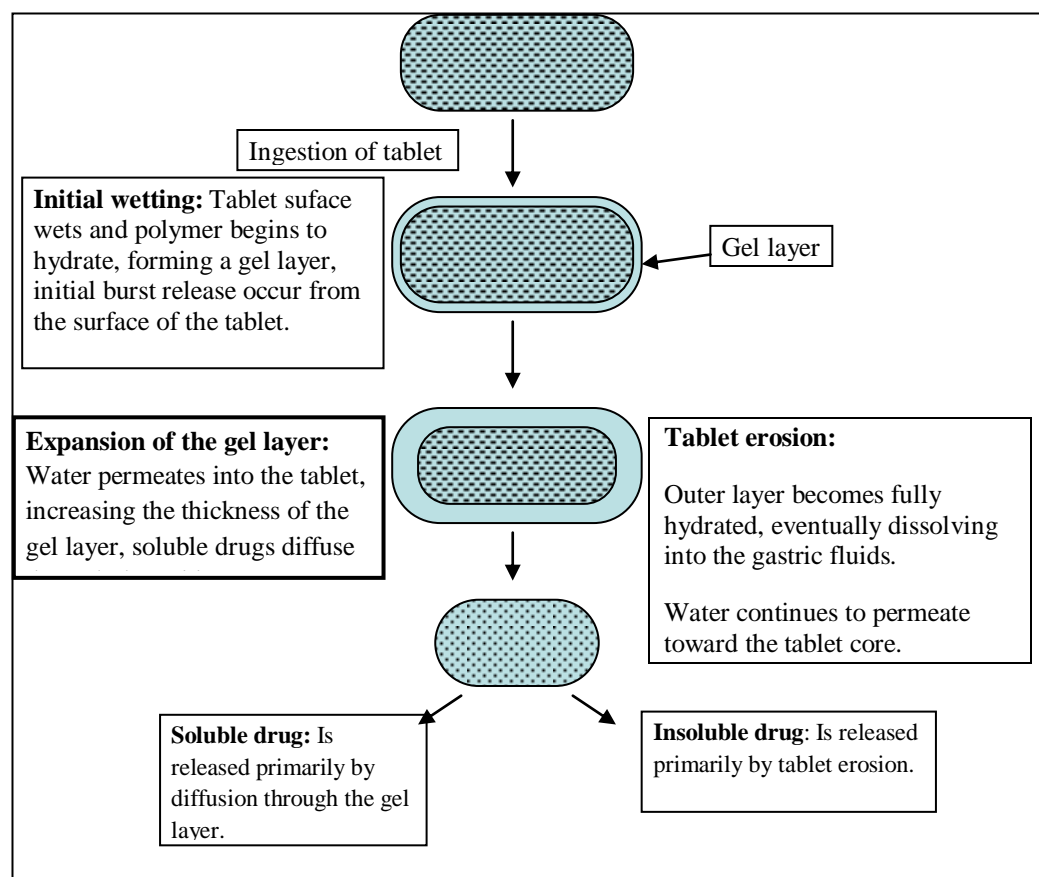 Ingestion of tablet
Initial wetting: Tablet suface
wets and polymer begins to
hydrate, forming a gel layer,
initial burst release occur from
the surface of the tablet.
Gel layer
Expansion of the gel layer:
Water permeates into the tablet,
increasing the thickness of the
gel layer, soluble drugs diffuse
Tablet erosion:
Outer layer becomes fully
hydrated, eventually dissolving
into the gastric fluids.
Water continues to permeate
toward the tablet core.
Soluble drug: Is
released primarily by
diffusion through the gel
layer.
Insoluble drug: Is released
primarily by tablet erosion.